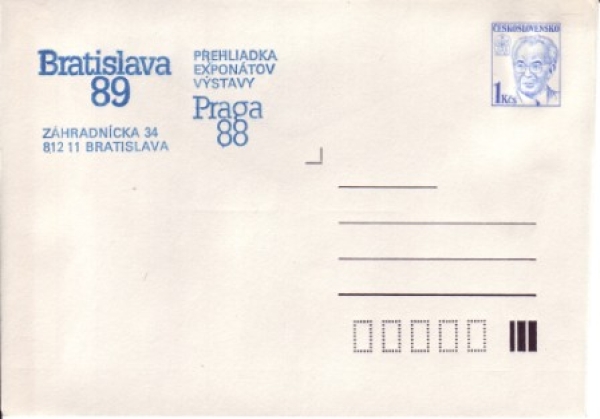 Bratislava
89
ZÁHRADNÍCKA 34
812 11 BRATISLAVA
PREHLIADKA
EXPONÁTOV
VÝSTAVY
Praga
88
ČESKOSLOVENSKO
1 Kčs